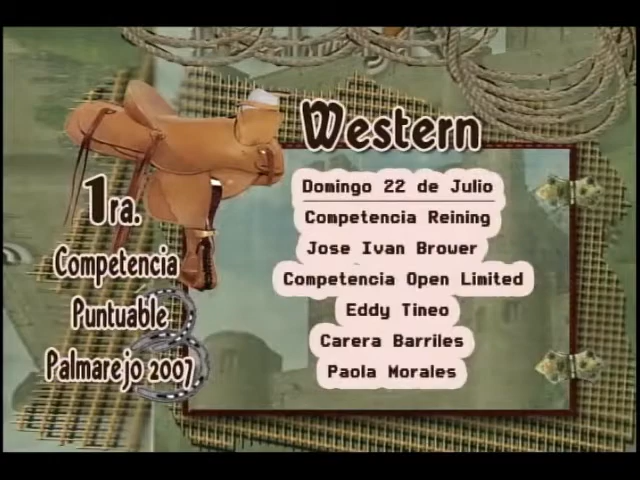 Western
1ra.
Competencia
Puntuable
Palmarejo 2007
Domingo 22 de Julio
Competencia Reining
Jose Ivan Brower
Competencia Open Limited
Eddy Tineo
Carera Barriles
Paola Morales